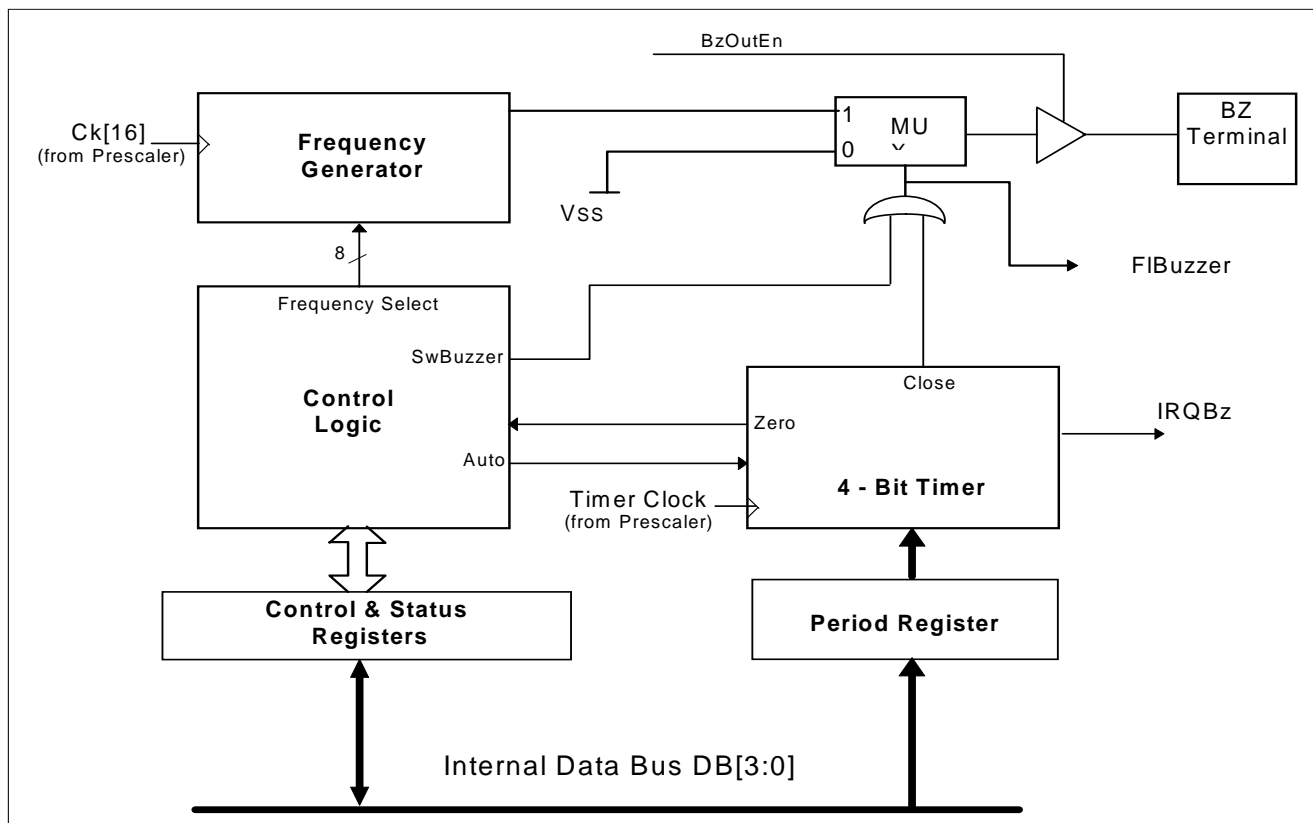 BzOutEn
Ck[16]
(from Prescaler)
Frequency
Generator
1
0
MU
BZ
Terminal
Vss
8
FlBuzzer
Frequency Select
SwBuzzer
Control
Logic
Close
Zero
IRQBz
Auto
4 - Bit Timer
Timer Clock
(from Prescaler)
Control & Status
Registers
Period Register
Internal Data Bus DB[3:0]